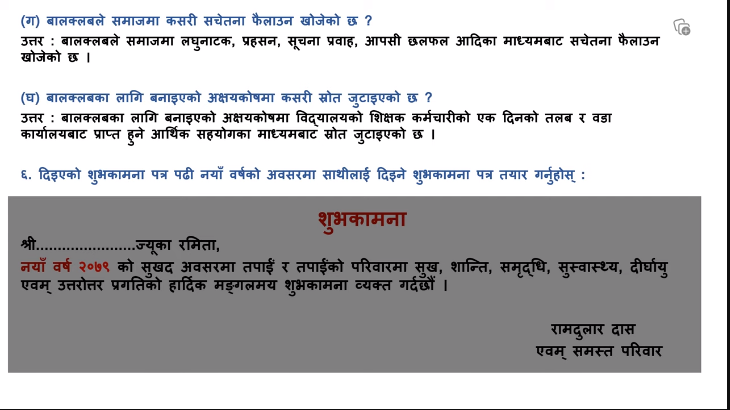 (ग) बालक्लबले समाजमा कसरी सचेतना फैलाउन खोजेको छ ?
उत्तर : बालक्लबले समाजमा लघुनाटक, प्रहसन, सूचना प्रवाह, आपसी छलफल आदिका माध्यमबाट सचेतना फैलाउन
खोजेको छ ।
(घ) बालक्लबका लागि बनाइएको अक्षयकोषमा कसरी स्रोत जुटाइएको छ ?
उत्तर : बालक्लबका लागि बनाइएको अक्षयकोषमा विद्यालयको शिक्षक कर्मचारीको एक दिनको तलब र वडा
कार्यालयबाट प्राप्त हुने आर्थिक सहयोगका माध्यमबाट स्रोत जुटाइएको छ ।
६. दिइएको शुभकामना पत्र पढी नयाँ वर्षको अवसरमा साथीलाई दिइने शुभकामना पत्र तयार गर्नुहोस् :
शुभकामना
श्री.......................ज्यूका रमिता,
नयाँ वर्ष २०७९ को सुखद अवसरमा तपाईं र तपाईंको परिवारमा सुख, शान्ति, समृद्धि, सुस्वास्थ्य, दीर्घायु
एवम् उत्तरोत्तर प्रगतिको हार्दिक मङ्गलमय शुभकामना व्यक्त गर्दछौं ।
रामदुलार दास
एवम् समस्त परिवार